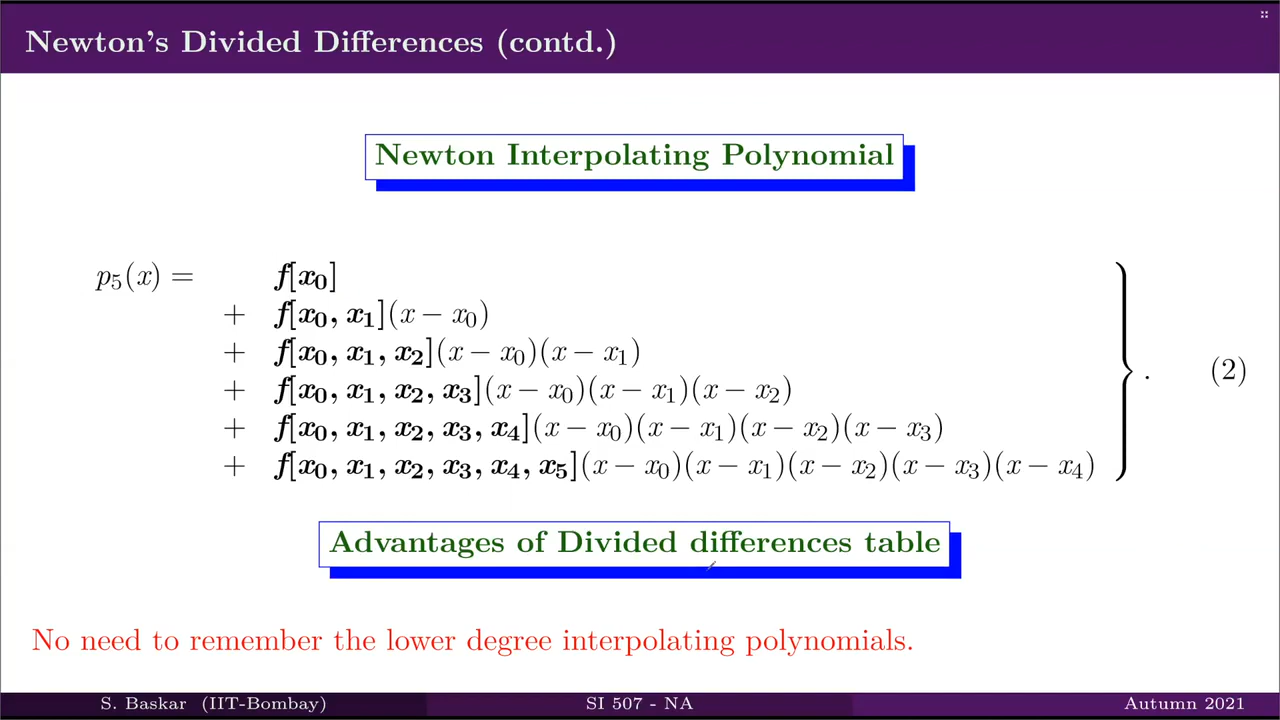 Newton's Divided Differences (contd.)
Newton Interpolating Polynomial
p₅(x) = f[x₀]
+ f[x₀, x₁](x − x₀)
+ f[x₀, x₁, x₂](x − x₀)(x − x₁)
+ f[x₀, x₁, x₂, x₃](x − x₀)(x − x₁)(x − x₂)
+ f[x₀, x₁, x₂, x₃, x₄](x − x₀)(x − x₁)(x − x₂)(x − x₃)
+ f[x₀, x₁, x₂, x₃, x₄, x₅](x − x₀)(x − x₁)(x − x₂)(x − x₃)(x − x₄) } . (2)
Advantages of Divided differences table
No need to remember the lower degree interpolating polynomials.
S. Baskar (IIT-Bombay) SI 507 - NA Autumn 2021